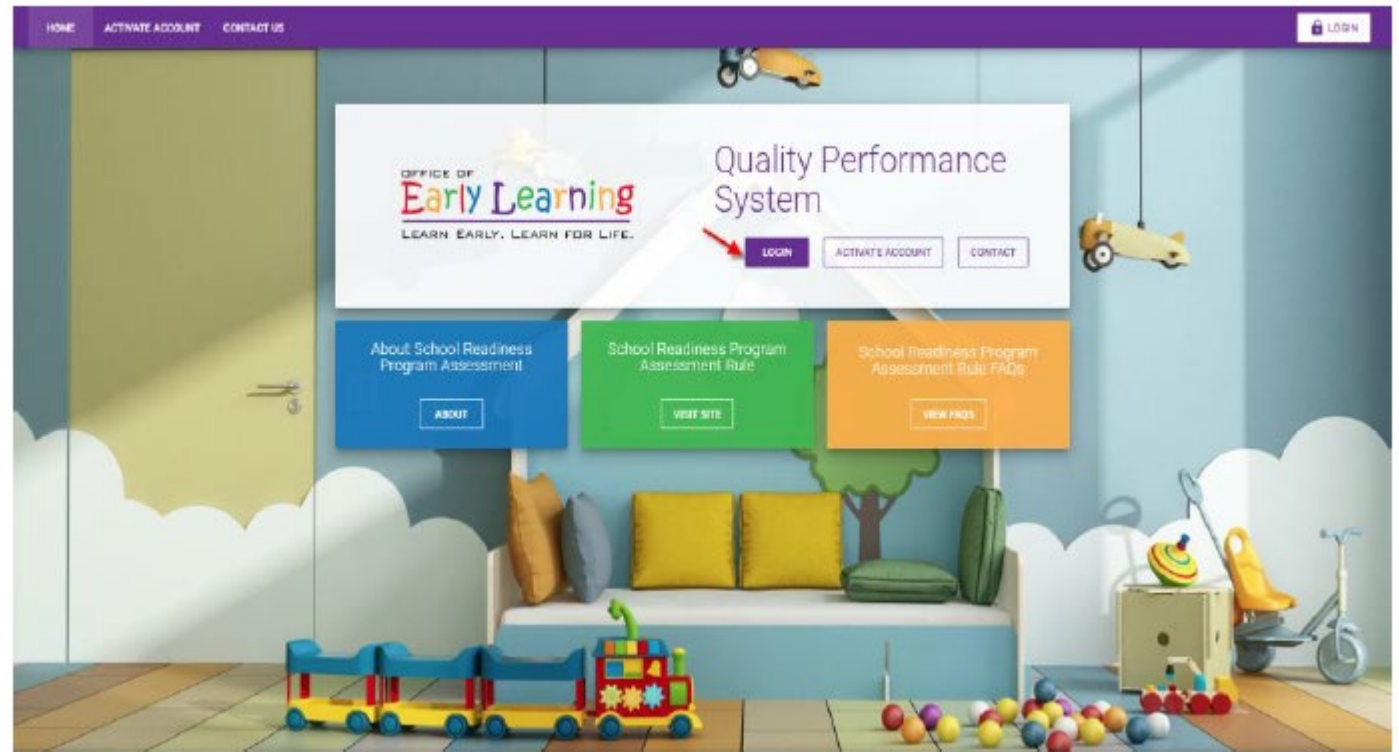 HOME ACTIVATE ACCOUNT CONTACT US LOGIN
OFFICE OF
Early Learning
LEARN EARLY. LEARN FOR LIFE.
Quality Performance
System
LOGIN ACTIVATE ACCOUNT CONTACT
About School Readiness
Program Assessment
ABOUT
School Readiness Program
Assessment Rule
VISIT SITE
School Readiness Program
Assessment Rule FAQs
VIEW FAQS